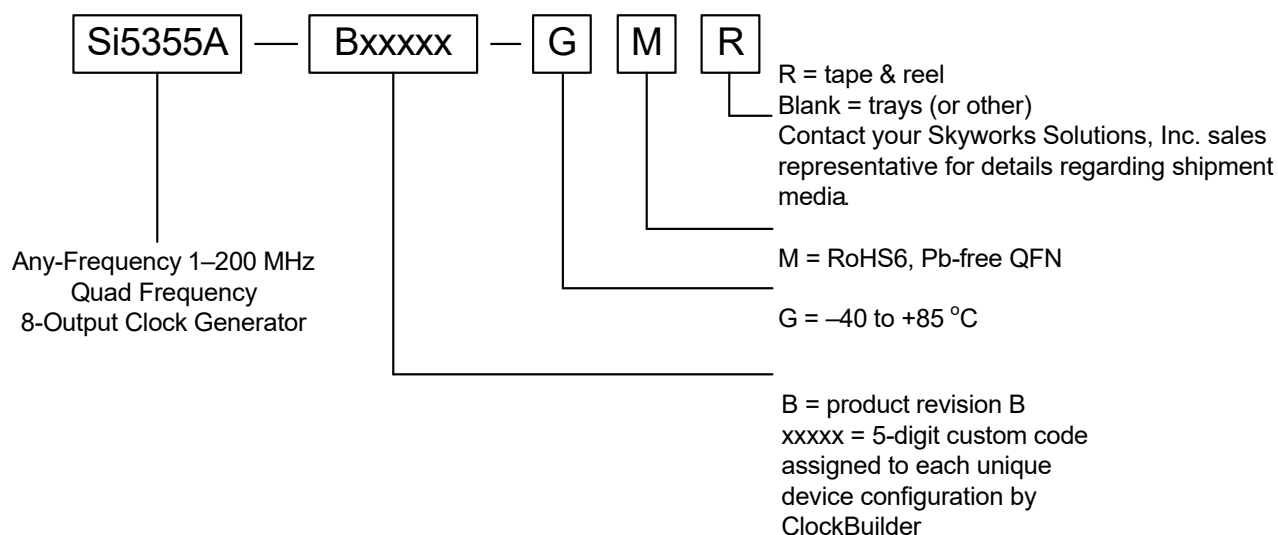 Si5355A — Bxxxxx — G M R
R = tape & reel
Blank = trays (or other)
Contact your Skyworks Solutions, Inc. sales
representative for details regarding shipment
media.
M = RoHS6, Pb-free QFN
G = –40 to +85 °C
B = product revision B
xxxxx = 5-digit custom code
assigned to each unique
device configuration by
ClockBuilder
Any-Frequency 1–200 MHz
Quad Frequency
8-Output Clock Generator